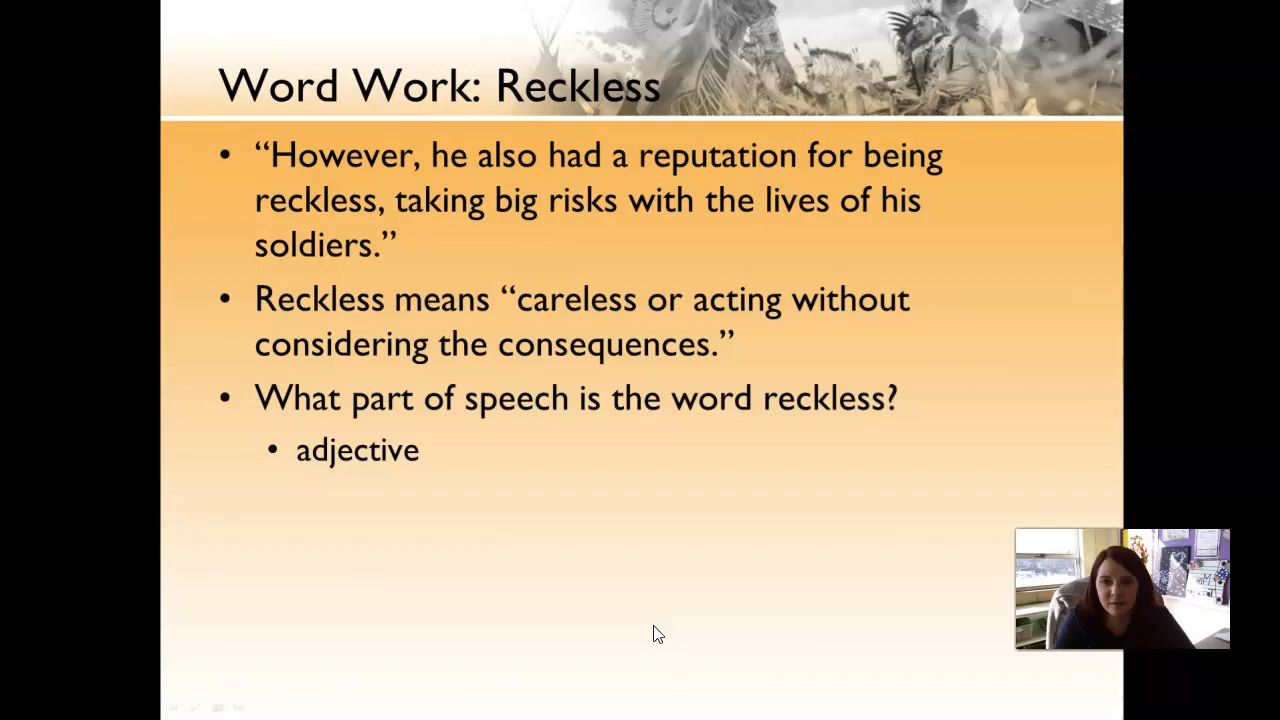 Word Work: Reckless
• “However, he also had a reputation for being
reckless, taking big risks with the lives of his
soldiers.”
• Reckless means “careless or acting without
considering the consequences.”
• What part of speech is the word reckless?
• adjective